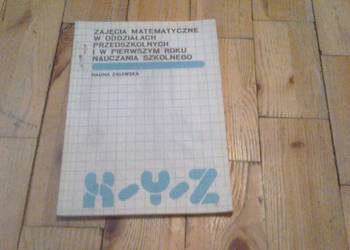 ZAJĘCIA MATEMATYCZNE
W ODDZIAŁACH
PRZEDSZKOLNYCH
I W PIERWSZYM ROKU
NAUCZANIA SZKOLNEGO
HALINA ZALEWSKA
X-Y-Z